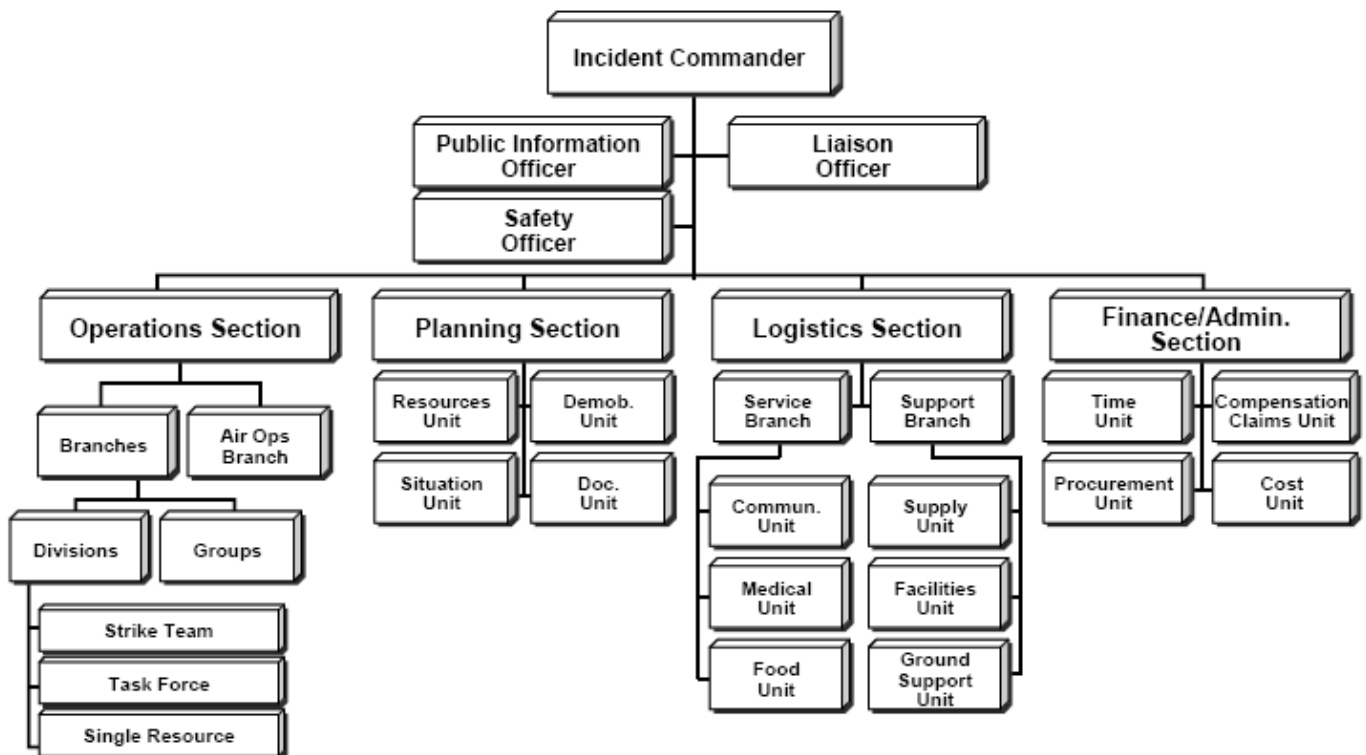 Incident Commander
Public Information
Officer
Liaison
Officer
Safety
Officer
Operations Section
Planning Section
Logistics Section
Finance/Admin.
Section
Branches
Air Ops
Branch
Divisions
Groups
Strike Team
Task Force
Single Resource
Resources
Unit
Demob.
Unit
Situation
Unit
Doc.
Unit
Service
Branch
Support
Branch
Commun.
Unit
Supply
Unit
Medical
Unit
Facilities
Unit
Food
Unit
Ground
Support
Unit
Time
Unit
Compensation
Claims Unit
Procurement
Unit
Cost
Unit